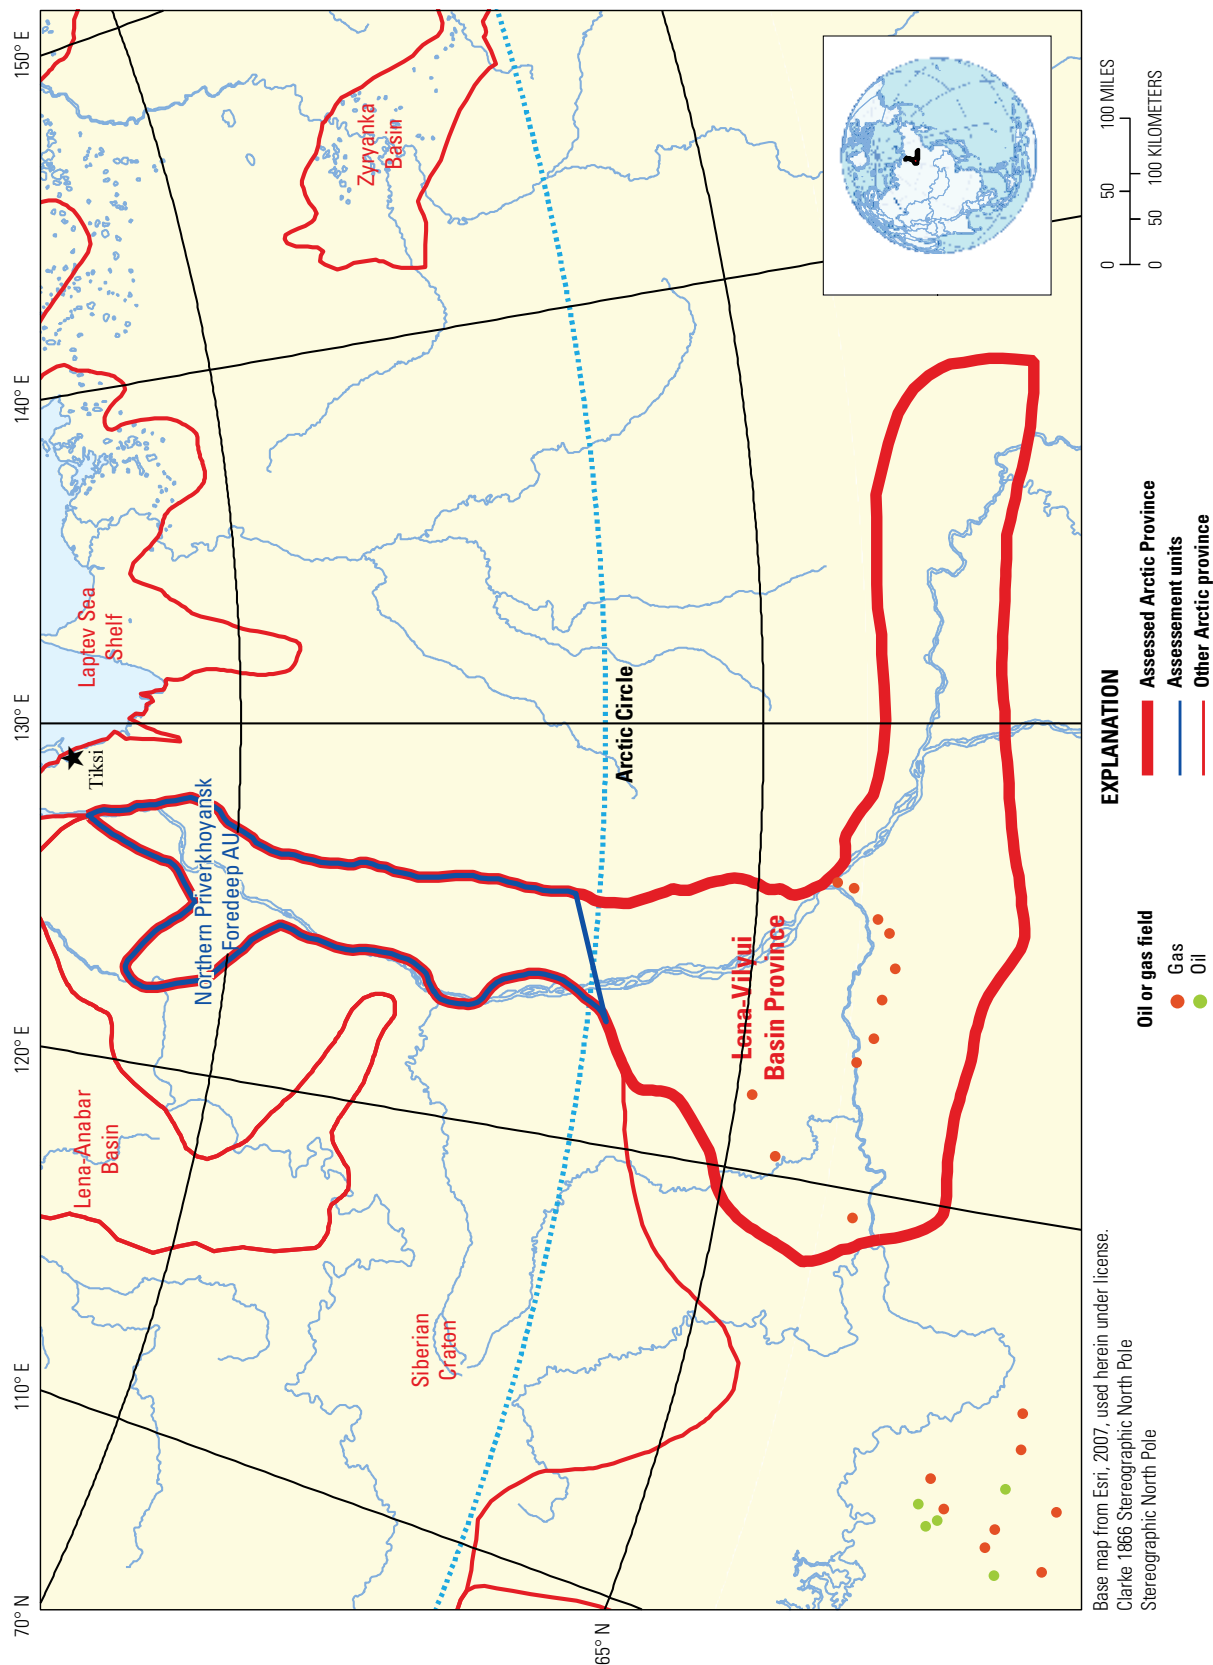 150° E
140° E
130° E
120° E
110° E
70° N
65° N
Zyryanka
Basin
Laptev Sea
Shelf
Tiksi
Northern Priverkhoyansk
Foredeep AU
Lena-Anabar
Basin
Siberian
Craton
Arctic Circle
Lena-Vilyui
Basin Province
0 50 100 MILES
0 50 100 KILOMETERS
EXPLANATION
Assessed Arctic Province
Assessement units
Other Arctic province
Oil or gas field
Gas
Oil
Base map from Esri, 2007, used herein under license.
Clarke 1866 Stereographic North Pole
Stereographic North Pole